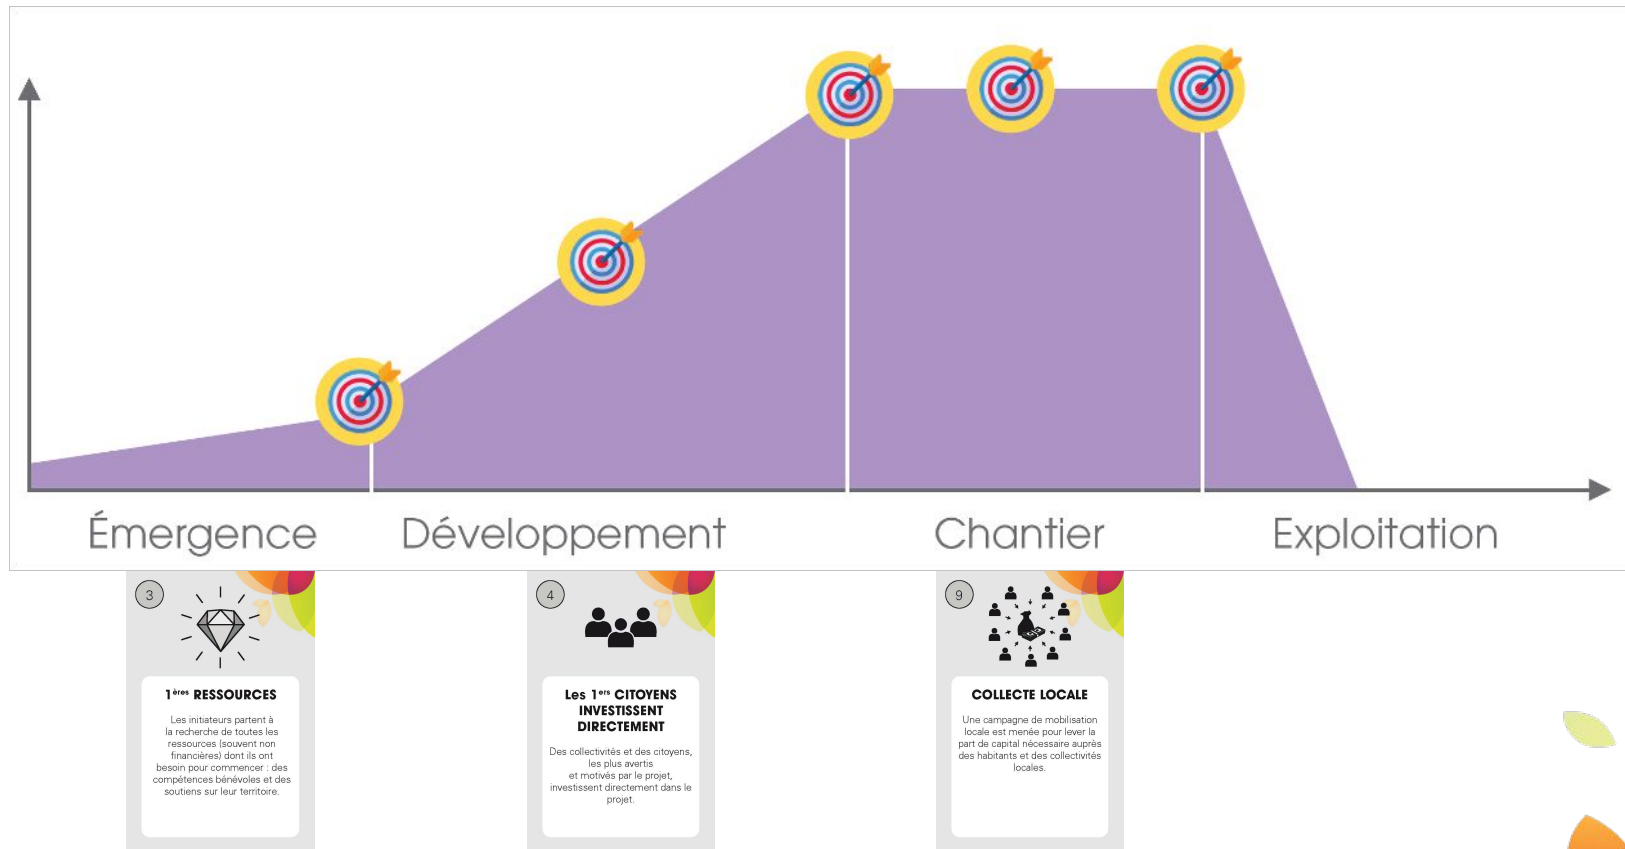 Émergence
Développement
Chantier
Exploitation
3
1ères RESSOURCES
Les initiateurs partent à
la recherche de toutes les
ressources (souvent non
financières) dont ils ont
besoin pour commencer : des
compétences bénévoles et des
soutiens sur leur territoire.
4
Les 1ers CITOYENS
INVESTISSENT
DIRECTEMENT
Des collectivités et des citoyens,
les plus avertis
et motivés par le projet,
investissent directement dans le
projet.
9
COLLECTE LOCALE
Une campagne de mobilisation
locale est menée pour lever la
part de capital nécessaire auprès
des habitants et des collectivités
locales.